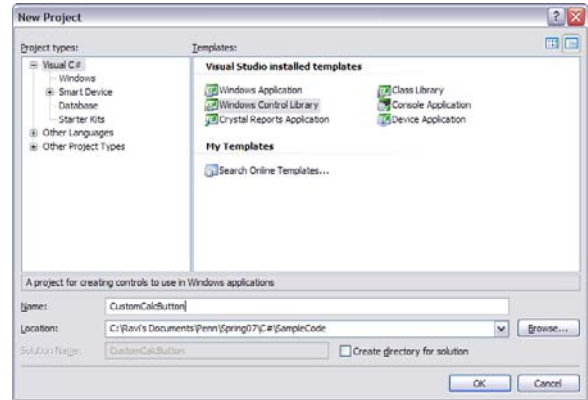 New Project
Project types:
Templates:
Visual C#
Windows
Smart Device
Database
Starter Kits
Other Languages
Other Project Types
Visual Studio installed templates
Windows Application
Windows Control Library
Crystal Reports Application
Class Library
Console Application
Device Application
My Templates
Search Online Templates...
A project for creating controls to use in Windows applications
Name:
CustomCalcButton
Location:
C:\Ravi's Documents\Penn\Spring07\C#\SampleCode
Browse...
Solution Name:
CustomCalcButton
Create directory for solution
OK
Cancel